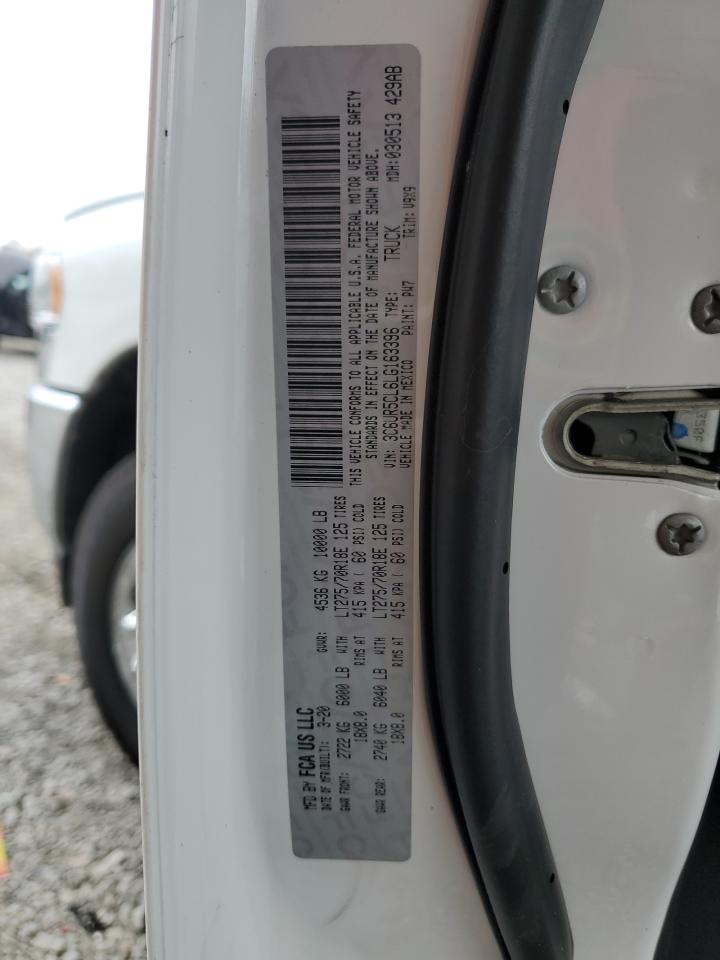 MFD BY FCA US LLC
DATE OF MFR(BUILT): 3-20 GVWR: 4536 KG 10000 LB
GAWR FRONT: 2722 KG 6000 LB WITH LT275/70R18E 125 TIRES
18X8.0 RIMS AT 415 KPA ( 60 PSI) COLD
GAWR REAR: 2740 KG 6040 LB WITH LT275/70R18E 125 TIRES
18X8.0 RIMS AT 415 KPA ( 60 PSI) COLD
THIS VEHICLE CONFORMS TO ALL APPLICABLE U.S.A. FEDERAL MOTOR VEHICLE SAFETY
STANDARDS IN EFFECT ON THE DATE OF MANUFACTURE SHOWN ABOVE.
VIN: 3C6UR5CL6LG163396 TYPE: TRUCK MDH:030513 429AB
VEHICLE MADE IN MEXICO PAINT: PW7 TRIM: V9X9